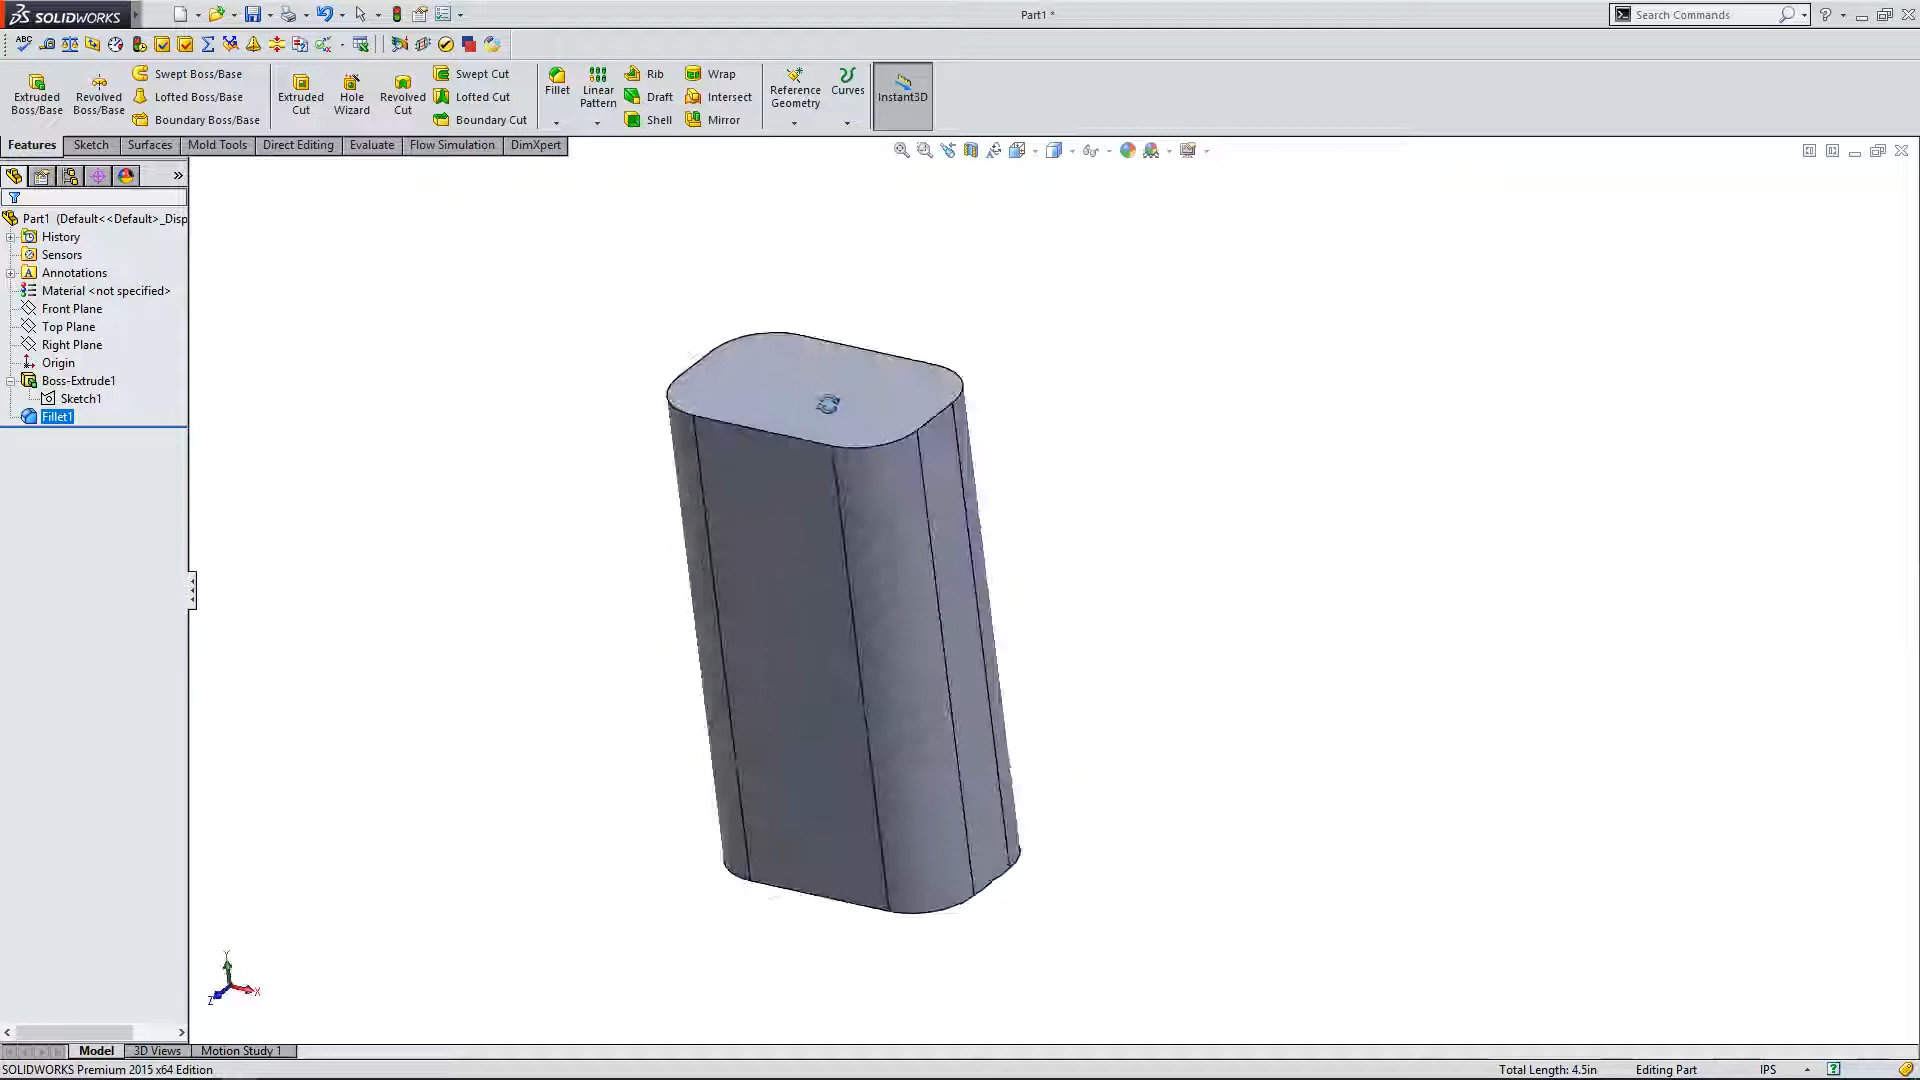 SOLIDWORKS
Part1 *
Search Commands
ABC
Extruded Boss/Base
Revolved Boss/Base
Swept Boss/Base
Lofted Boss/Base
Boundary Boss/Base
Extruded Cut
Hole Wizard
Revolved Cut
Swept Cut
Lofted Cut
Boundary Cut
Fillet
Linear Pattern
Rib
Draft
Shell
Wrap
Intersect
Mirror
Reference Geometry
Curves
Instant3D
Features Sketch Surfaces Mold Tools Direct Editing Evaluate Flow Simulation DimXpert
Part1 (Default<<Default>_Disp
History
Sensors
A Annotations
Material <not specified>
Front Plane
Top Plane
Right Plane
Origin
Boss-Extrude1
Sketch1
Fillet1
Y
X
Z
Model 3D Views Motion Study 1
SOLIDWORKS Premium 2015 x64 Edition
Total Length: 4.5in Editing Part IPS